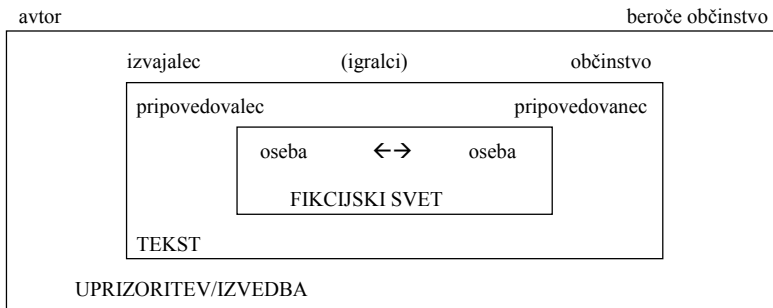 avtor beroče občinstvo
izvajalec (igralci) občinstvo
pripovedovalec pripovedovanec
oseba ←→ oseba
FIKCIJSKI SVET
TEKST
UPRIZORITEV/IZVEDBA